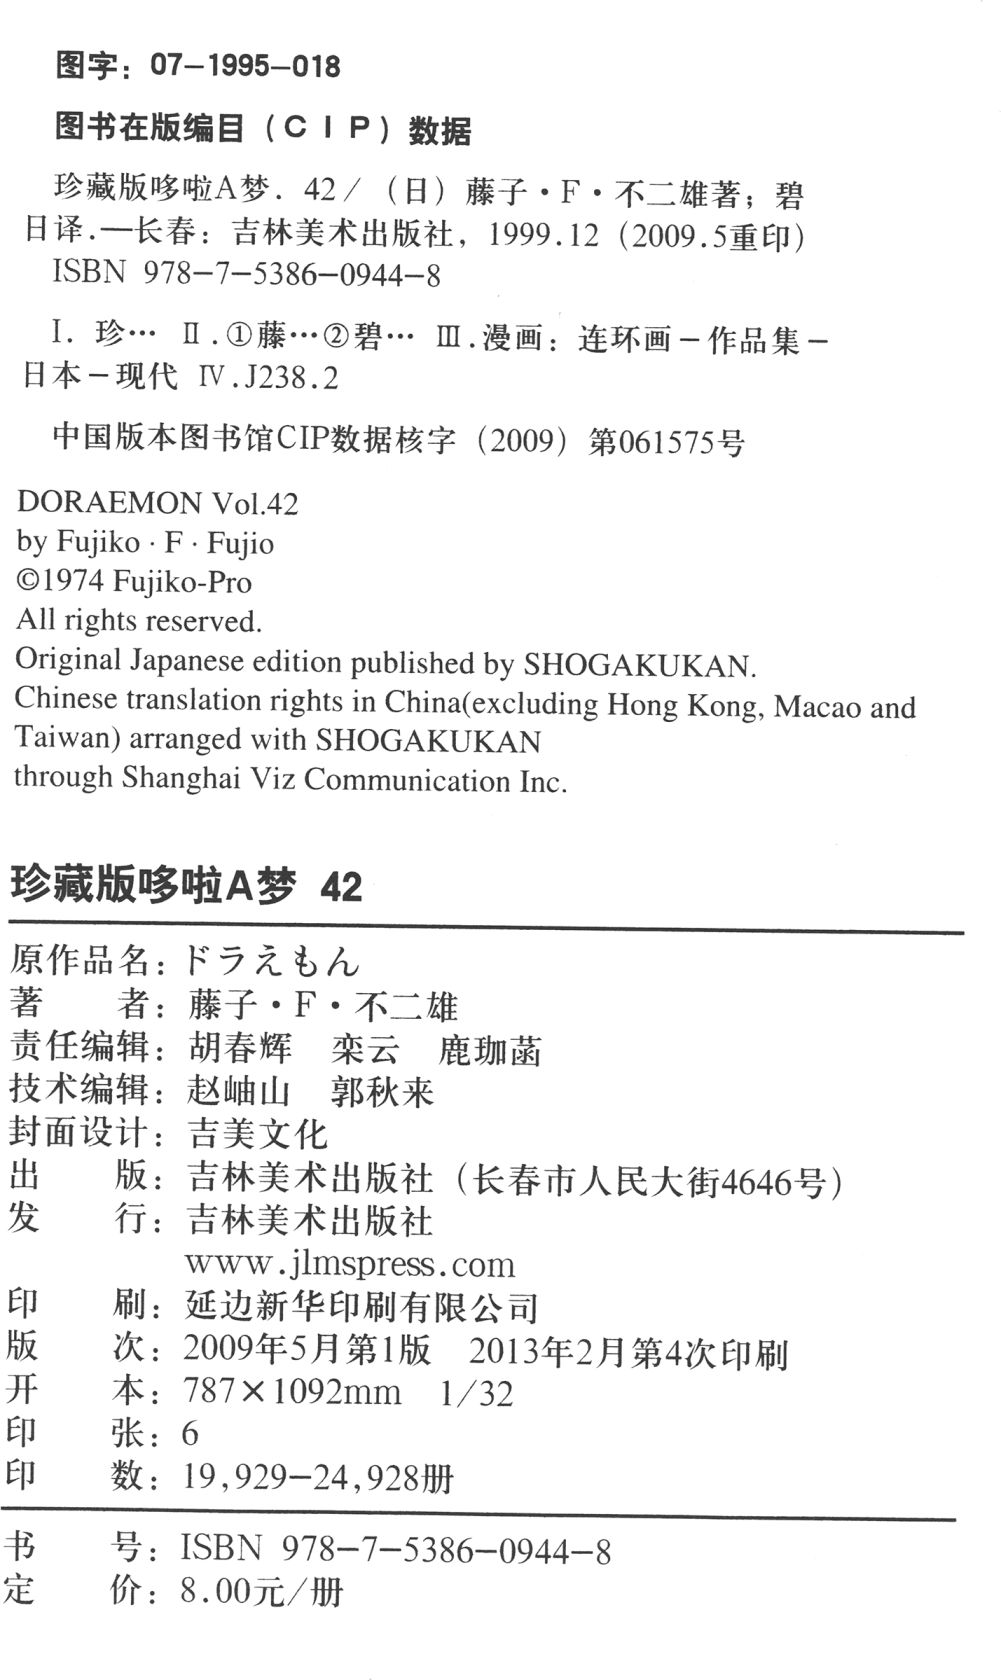 图字：07－1995－018
图书在版编目（CIP）数据
珍藏版哆啦A梦．42／（日）藤子·F·不二雄著；碧
日译.—长春：吉林美术出版社，1999.12（2009.5重印）
ISBN 978－7－5386－0944－8
Ⅰ．珍… Ⅱ.①藤…②碧… Ⅲ.漫画：连环画－作品集－
日本－现代 Ⅳ.J238.2
中国版本图书馆CIP数据核字（2009）第061575号
DORAEMON Vol.42
by Fujiko · F · Fujio
©1974 Fujiko-Pro
All rights reserved.
Original Japanese edition published by SHOGAKUKAN.
Chinese translation rights in China(excluding Hong Kong, Macao and
Taiwan) arranged with SHOGAKUKAN
through Shanghai Viz Communication Inc.
珍藏版哆啦A梦 42
原作品名：ドラえもん
著　　者：藤子·F·不二雄
责任编辑：胡春辉　栾云　鹿珈菡
技术编辑：赵岫山　郭秋来
封面设计：吉美文化
出　　版：吉林美术出版社（长春市人民大街4646号）
发　　行：吉林美术出版社
www.jlmspress.com
印　　刷：延边新华印刷有限公司
版　　次：2009年5月第1版　2013年2月第4次印刷
开　　本：787×1092mm　1/32
印　　张：6
印　　数：19,929－24,928册
书　　号：ISBN 978－7－5386－0944－8
定　　价：8.00元/册